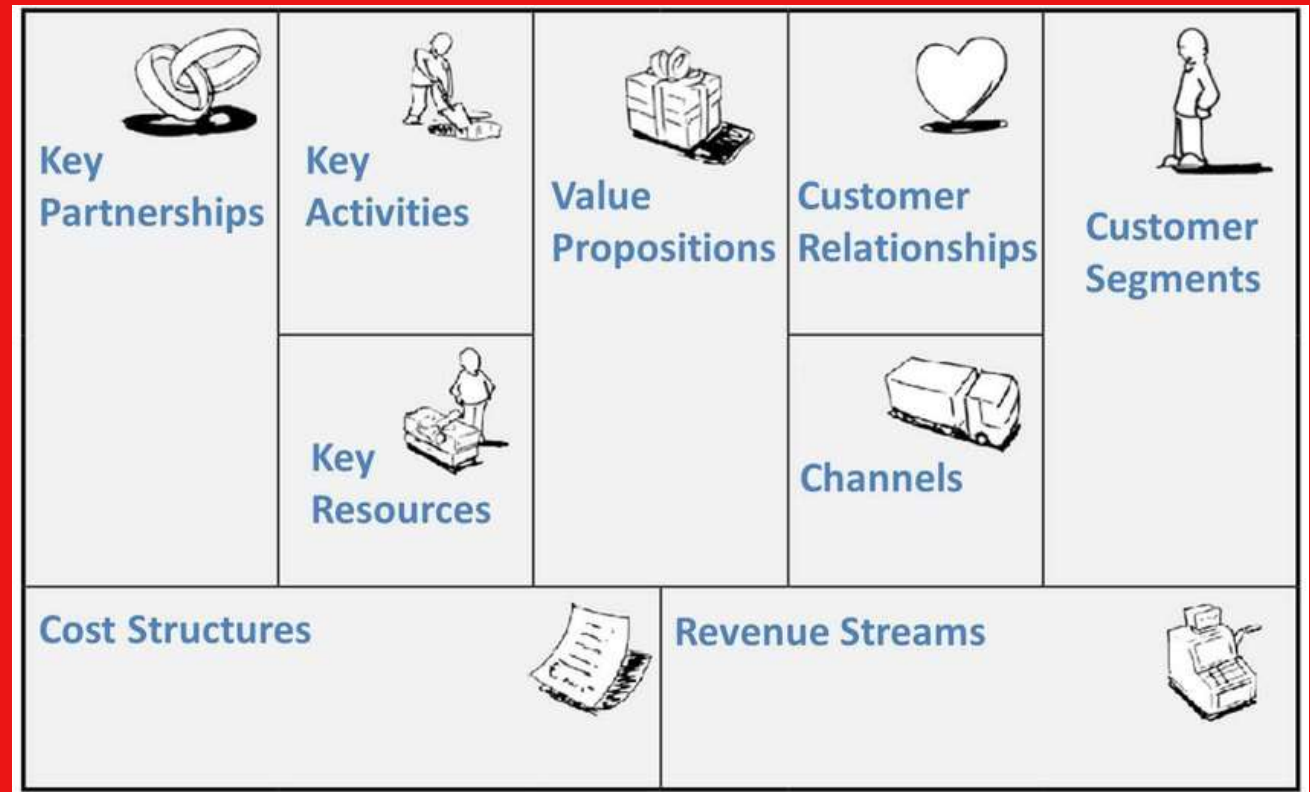 Key
Partnerships
Key
Activities
Key
Resources
Value
Propositions
Customer
Relationships
Channels
Customer
Segments
Cost Structures
Revenue Streams